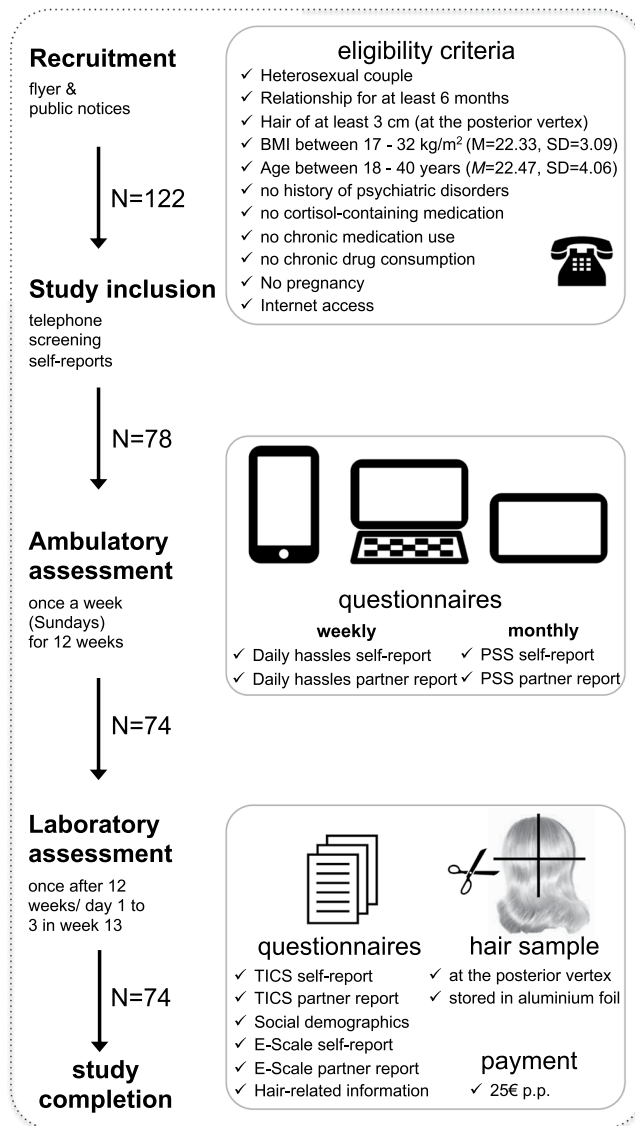 Recruitment
flyer &
public notices
N=122
eligibility criteria
✓ Heterosexual couple
✓ Relationship for at least 6 months
✓ Hair of at least 3 cm (at the posterior vertex)
✓ BMI between 17 - 32 kg/m² (M=22.33, SD=3.09)
✓ Age between 18 - 40 years (M=22.47, SD=4.06)
✓ no history of psychiatric disorders
✓ no cortisol-containing medication
✓ no chronic medication use
✓ no chronic drug consumption
✓ No pregnancy
✓ Internet access
Study inclusion
telephone
screening
self-reports
N=78
Ambulatory
assessment
once a week
(Sundays)
for 12 weeks
N=74
questionnaires
weekly
✓ Daily hassles self-report
✓ Daily hassles partner report
monthly
✓ PSS self-report
✓ PSS partner report
Laboratory
assessment
once after 12
weeks/ day 1 to
3 in week 13
N=74
questionnaires
✓ TICS self-report
✓ TICS partner report
✓ Social demographics
✓ E-Scale self-report
✓ E-Scale partner report
✓ Hair-related information
hair sample
✓ at the posterior vertex
✓ stored in aluminium foil
payment
✓ 25€ p.p.
study
completion